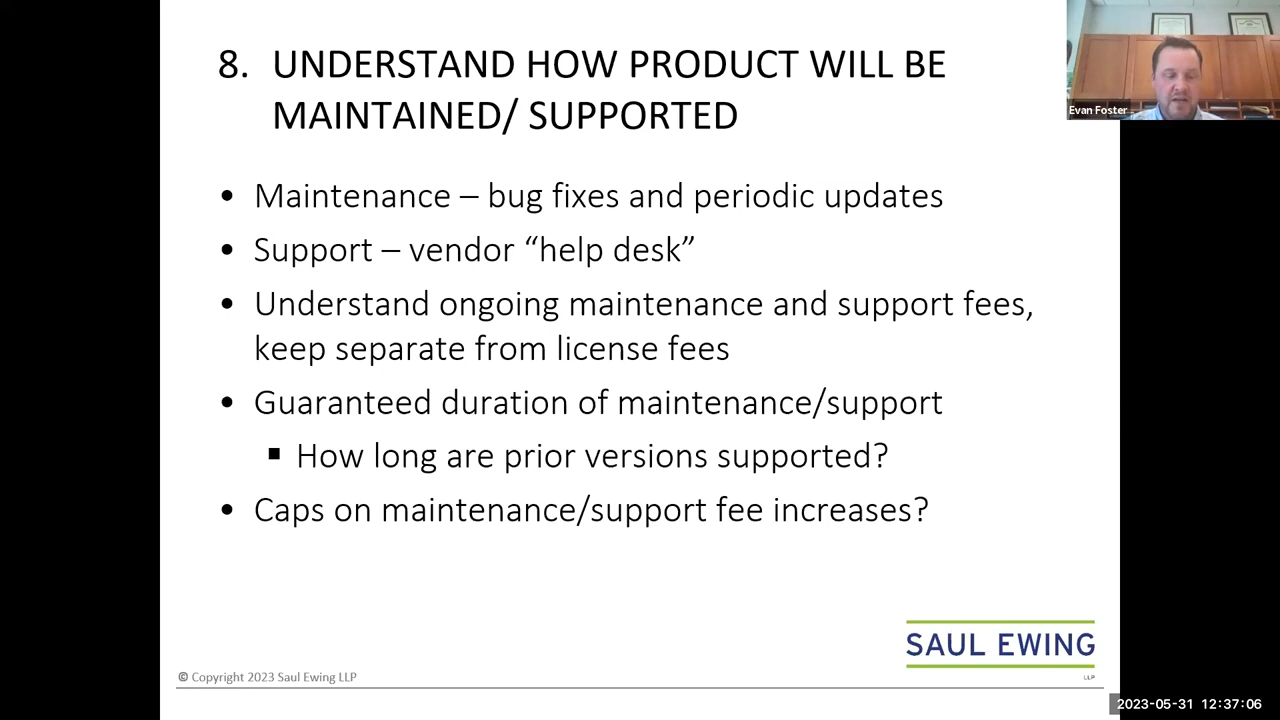 8. UNDERSTAND HOW PRODUCT WILL BE
MAINTAINED/ SUPPORTED
Evan Foster
• Maintenance – bug fixes and periodic updates
• Support – vendor “help desk”
• Understand ongoing maintenance and support fees,
keep separate from license fees
• Guaranteed duration of maintenance/support
▪ How long are prior versions supported?
• Caps on maintenance/support fee increases?
SAUL EWING
LLP
© Copyright 2023 Saul Ewing LLP
2023-05-31 12:37:06